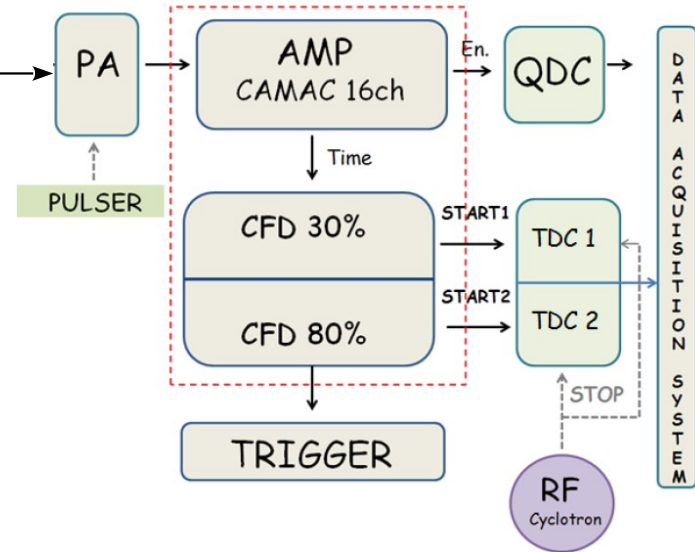 PA
AMP
CAMAC 16ch
En.
QDC
DATA ACQUISITION SYSTEM
PULSER
Time
CFD 30%
START1
TDC 1
CFD 80%
START2
TDC 2
STOP
TRIGGER
RF
Cyclotron